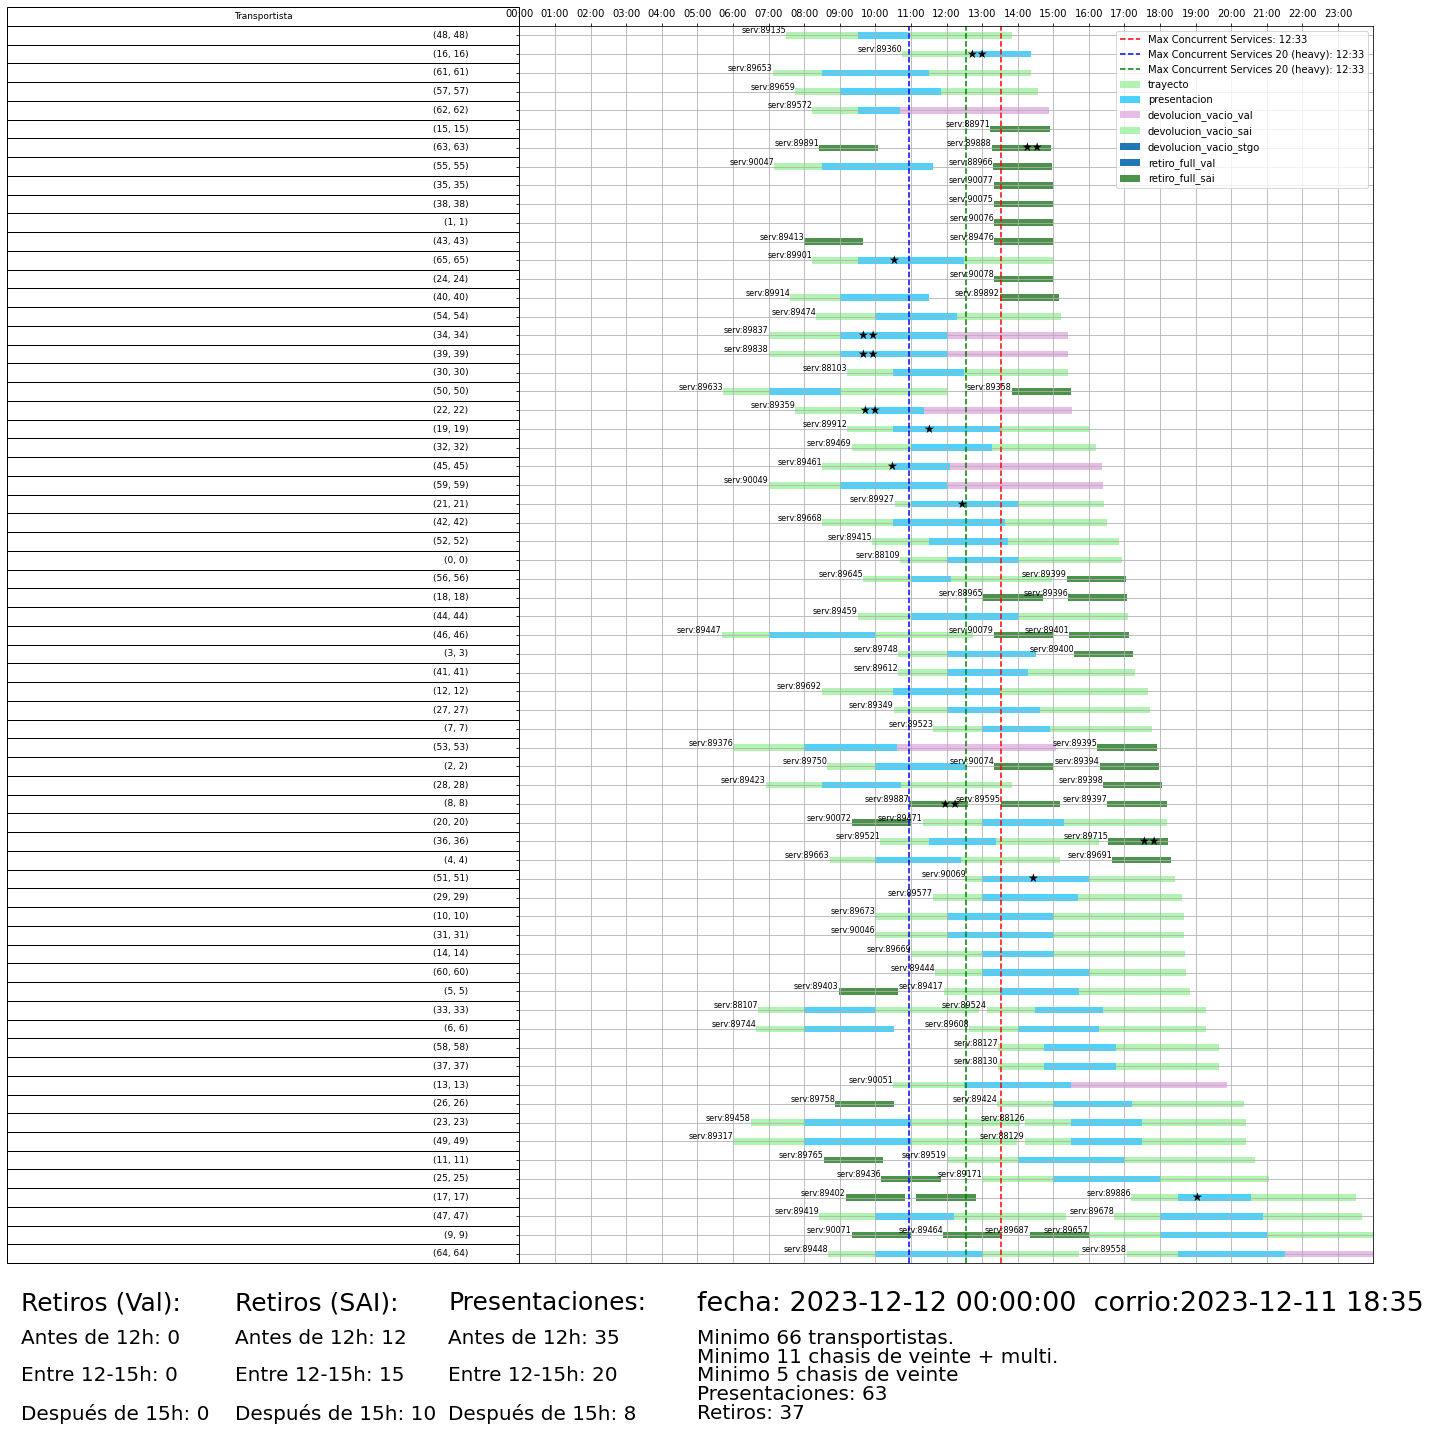 Transportista
00:00 01:00 02:00 03:00 04:00 05:00 06:00 07:00 08:00 09:00 10:00 11:00 12:00 13:00 14:00 15:00 16:00 17:00 18:00 19:00 20:00 21:00 22:00 23:00
Max Concurrent Services: 12:33
Max Concurrent Services 20 (heavy): 12:33
Max Concurrent Services 20 (heavy): 12:33
trayecto
presentacion
devolucion_vacio_val
devolucion_vacio_sai
devolucion_vacio_stgo
retiro_full_val
retiro_full_sai
(48, 48) serv:89135
(16, 16) serv:89360
(61, 61) serv:89653
(57, 57) serv:89659
(62, 62) serv:89572
(15, 15) serv:88971
(63, 63) serv:89891 serv:89888
(55, 55) serv:90047 serv:88966
(35, 35) serv:90077
(38, 38) serv:90075
(1, 1) serv:90076
(43, 43) serv:89413 serv:89476
(65, 65) serv:89901
(24, 24) serv:90078
(40, 40) serv:89914 serv:89892
(54, 54) serv:89474
(34, 34) serv:89837
(39, 39) serv:89838
(30, 30) serv:88103
(50, 50) serv:89633 serv:89358
(22, 22) serv:89359
(19, 19) serv:89912
(32, 32) serv:89469
(45, 45) serv:89461
(59, 59) serv:90049
(21, 21) serv:89927
(42, 42) serv:89668
(52, 52) serv:89415
(0, 0) serv:88109
(56, 56) serv:89645 serv:89399
(18, 18) serv:88965 serv:89396
(44, 44) serv:89459
(46, 46) serv:89447 serv:90079 serv:89401
(3, 3) serv:89748 serv:89400
(41, 41) serv:89612
(12, 12) serv:89692
(27, 27) serv:89349
(7, 7) serv:89523
(53, 53) serv:89376 serv:89395
(2, 2) serv:89750 serv:90074 serv:89394
(28, 28) serv:89423 serv:89398
(8, 8) serv:89887 serv:89595 serv:89397
(20, 20) serv:90072 serv:89471
(36, 36) serv:89521 serv:89715
(4, 4) serv:89663 serv:89691
(51, 51) serv:90069
(29, 29) serv:89577
(10, 10) serv:89673
(31, 31) serv:90046
(14, 14) serv:89669
(60, 60) serv:89444
(5, 5) serv:89403 serv:89417
(33, 33) serv:88107 serv:89524
(6, 6) serv:89744 serv:89608
(58, 58) serv:88127
(37, 37) serv:88130
(13, 13) serv:90051
(26, 26) serv:89758 serv:89424
(23, 23) serv:89458 serv:88126
(49, 49) serv:89317 serv:88129
(11, 11) serv:89765 serv:89519
(25, 25) serv:89436 serv:89171
(17, 17) serv:89402 serv:89886
(47, 47) serv:89419 serv:89678
(9, 9) serv:90071 serv:89464 serv:89687 serv:89657
(64, 64) serv:89448 serv:89558
Retiros (Val):
Antes de 12h: 0
Entre 12-15h: 0
Después de 15h: 0
Retiros (SAI):
Antes de 12h: 12
Entre 12-15h: 15
Después de 15h: 10
Presentaciones:
Antes de 12h: 35
Entre 12-15h: 20
Después de 15h: 8
fecha: 2023-12-12 00:00:00 corrio:2023-12-11 18:35
Minimo 66 transportistas.
Minimo 11 chasis de veinte + multi.
Minimo 5 chasis de veinte
Presentaciones: 63
Retiros: 37